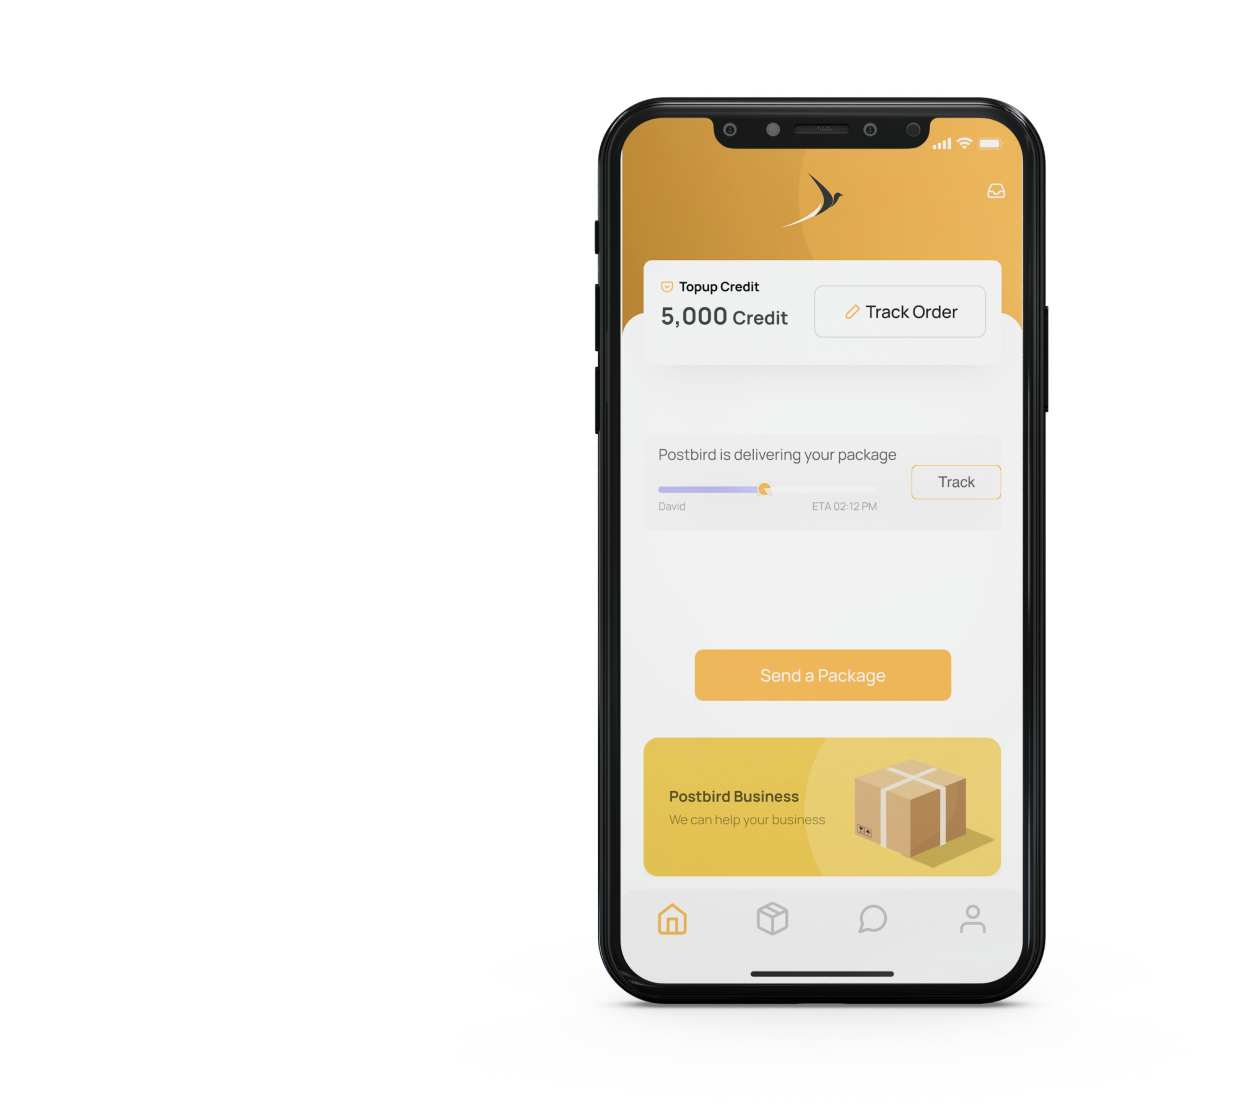 Topup Credit
5,000 Credit
Track Order
Postbird is delivering your package
Track
David
ETA 02:12 PM
Send a Package
Postbird Business
We can help your business